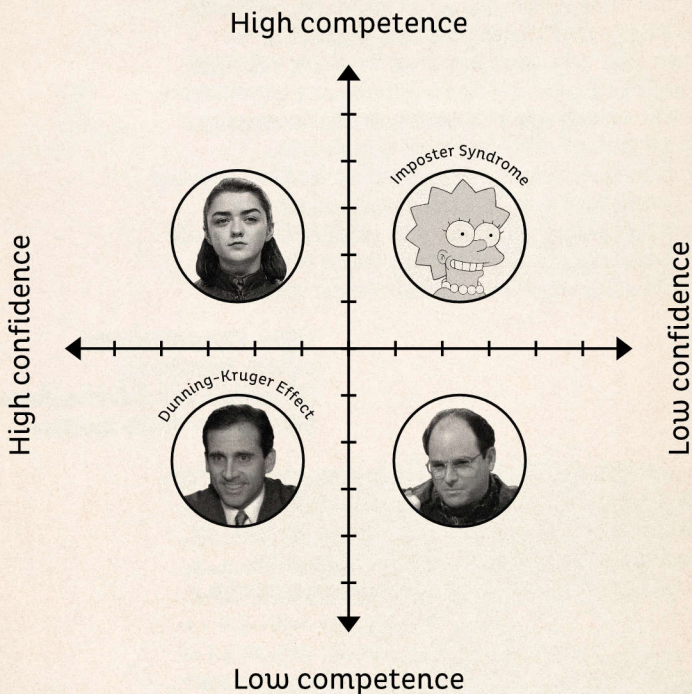 High competence
Imposter Syndrome
High confidence
Low confidence
Dunning-Kruger Effect
Low competence